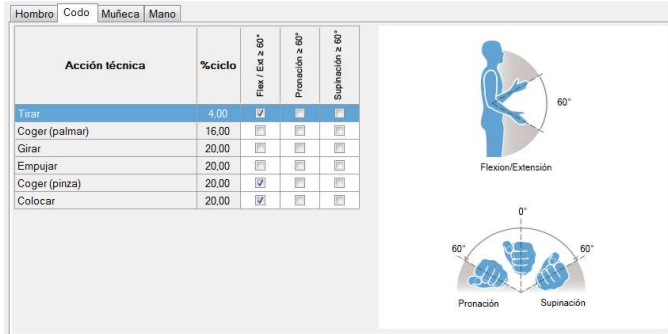 Hombro Codo Muñeca Mano
Acción técnica %ciclo Flex / Ext ≥ 60° Pronación ≥ 60° Supinación ≥ 60°
Tirar 4,00
Coger (palmar) 16,00
Girar 20,00
Empujar 20,00
Coger (pinza) 20,00
Colocar 20,00
60°
Flexion/Extensión
0°
60° 60°
Pronación Supinación